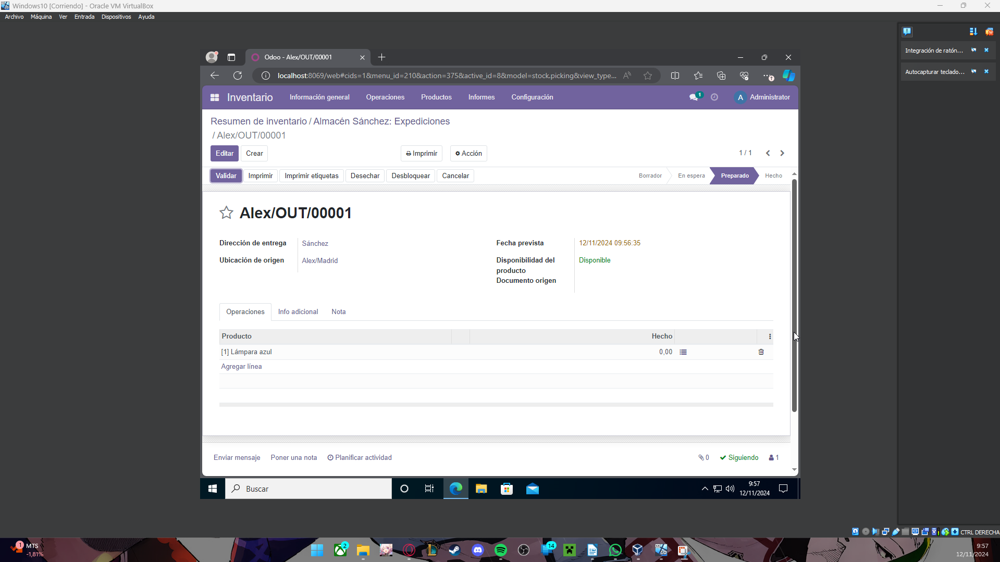 Windows10 [Corriendo] - Oracle VM VirtualBox
Archivo Máquina Ver Entrada Dispositivos Ayuda
Integración de ratón...
Autocapturar teclado...
Odoo - Alex/OUT/00001
localhost:8069/web#cids=1&menu_id=210&action=375&active_id=8&model=stock.picking&view_type...
Inventario Información general Operaciones Productos Informes Configuración 1 A Administrator
Resumen de inventario / Almacén Sánchez: Expediciones
/ Alex/OUT/00001
Editar Crear Imprimir Acción 1 / 1
Validar Imprimir Imprimir etiquetas Desechar Desbloquear Cancelar Borrador En espera Preparado Hecho
Alex/OUT/00001
Dirección de entrega Sánchez
Ubicación de origen Alex/Madrid
Fecha prevista 12/11/2024 09:56:35
Disponibilidad del Disponible
producto
Documento origen
Operaciones Info adicional Nota
Producto Hecho
[1] Lámpara azul 0,00
Agregar línea
Enviar mensaje Poner una nota Planificar actividad 0 Siguiendo 1
Buscar
9:57
12/11/2024
CTRL DERECHA
1 MTS
-1,81%
2
14
10
9:57
12/11/2024